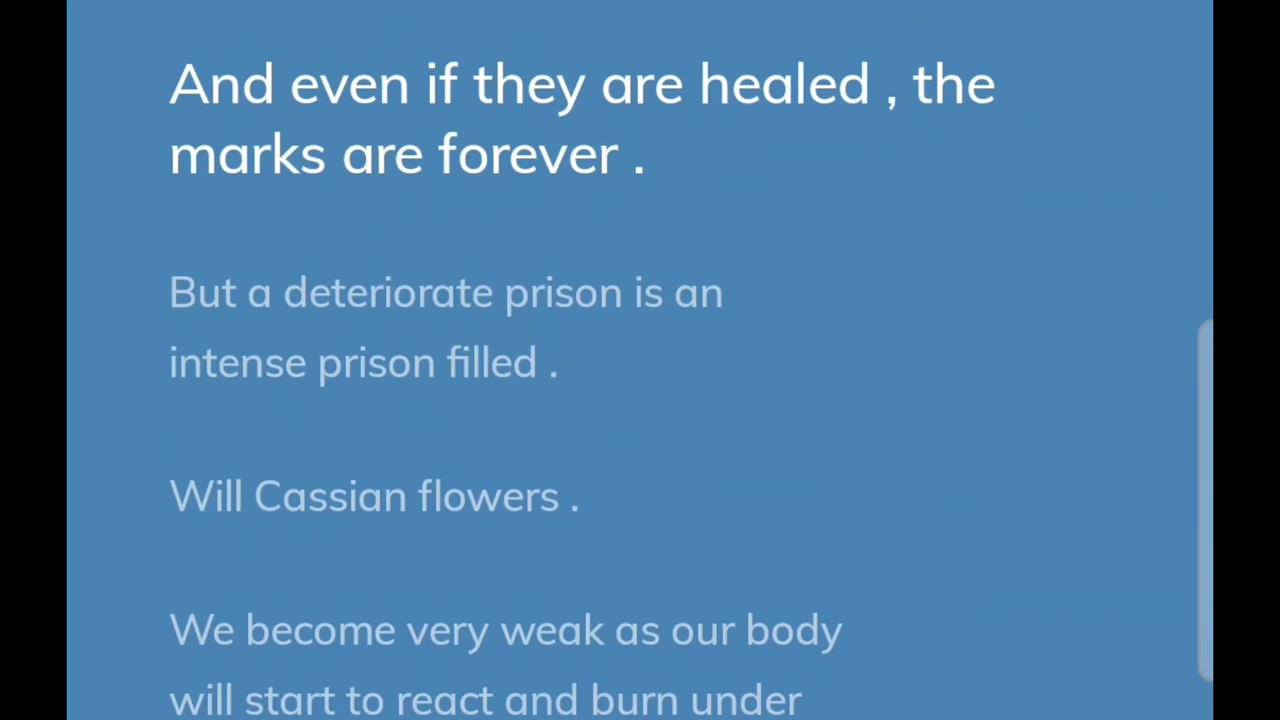 And even if they are healed , the
marks are forever .
But a deteriorate prison is an
intense prison filled .
Will Cassian flowers .
We become very weak as our body
will start to react and burn under